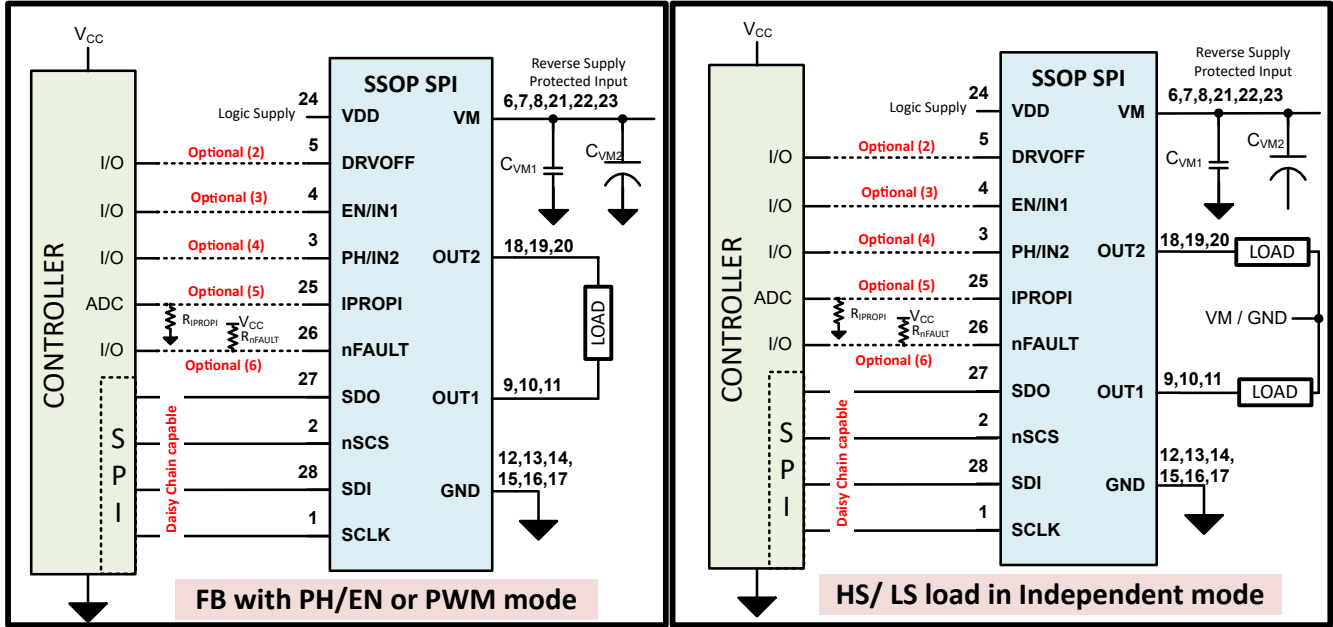 VCC
CONTROLLER
I/O
I/O
I/O
ADC
I/O
SPI
Logic Supply
24
Optional (2)
5
Optional (3)
4
Optional (4)
3
Optional (5)
25
RIPROPI
VCC
RnFAULT
26
Optional (6)
27
2
28
1
Daisy Chain capable
SSOP SPI
VDD
VM
DRVOFF
EN/IN1
PH/IN2
OUT2
IPROPI
nFAULT
SDO
OUT1
nSCS
SDI
GND
SCLK
Reverse Supply
Protected Input
6,7,8,21,22,23
CVM1
CVM2
18,19,20
LOAD
9,10,11
12,13,14,
15,16,17
FB with PH/EN or PWM mode
VCC
CONTROLLER
I/O
I/O
I/O
ADC
I/O
SPI
Logic Supply
24
Optional (2)
5
Optional (3)
4
Optional (4)
3
Optional (5)
25
RIPROPI
VCC
RnFAULT
26
Optional (6)
27
2
28
1
Daisy Chain capable
SSOP SPI
VDD
VM
DRVOFF
EN/IN1
PH/IN2
OUT2
IPROPI
nFAULT
SDO
OUT1
nSCS
SDI
GND
SCLK
Reverse Supply
Protected Input
6,7,8,21,22,23
CVM1
CVM2
18,19,20
LOAD
VM / GND
9,10,11
LOAD
12,13,14,
15,16,17
HS/ LS load in Independent mode